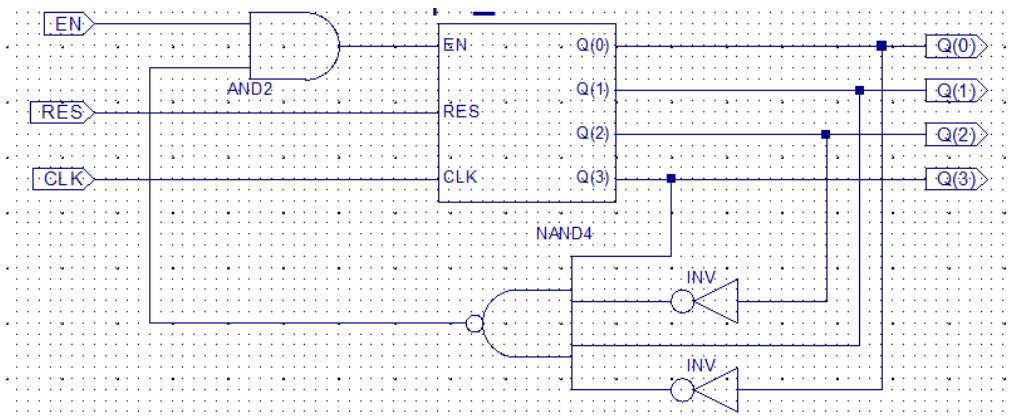 EN
EN
Q(0)
Q(0)
AND2
Q(1)
Q(1)
RES
RES
Q(2)
Q(2)
CLK
CLK
Q(3)
Q(3)
NAND4
INV
INV